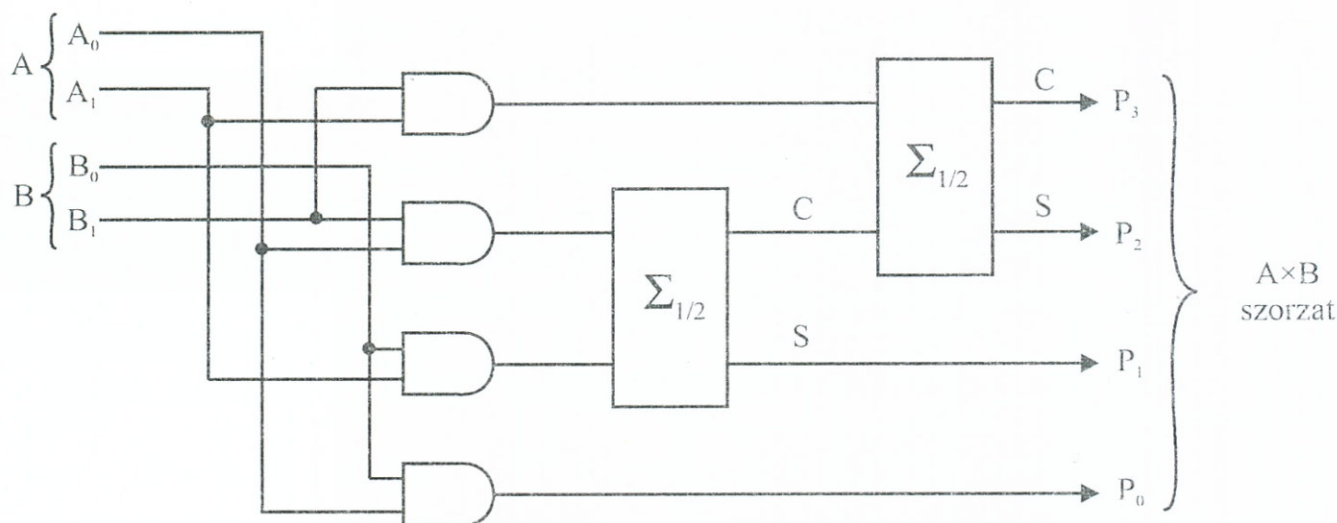 A
A₀
A₁
B
B₀
B₁
Σ1/2
C
S
Σ1/2
C
S
P₃
P₂
P₁
P₀
A×B
szorzat